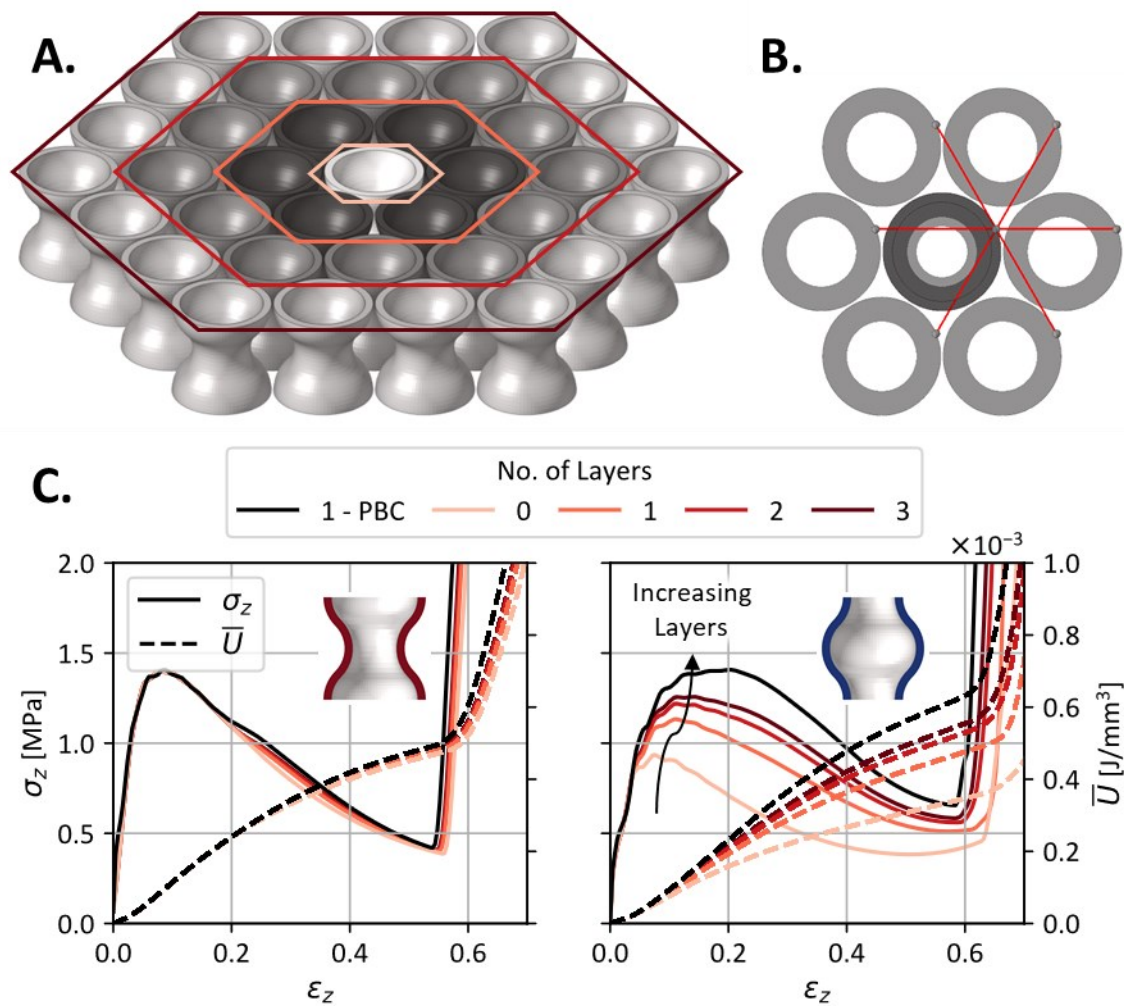 A.
B.
C.
No. of Layers
1 - PBC 0 1 2 3
×10⁻³
2.0
1.5
1.0
0.5
0.0
σz [MPa]
σz
U̅
0.0 0.2 0.4 0.6
εz
Increasing
Layers
1.0
0.8
0.6
0.4
0.2
0.0
U̅ [J/mm³]
0.0 0.2 0.4 0.6
εz